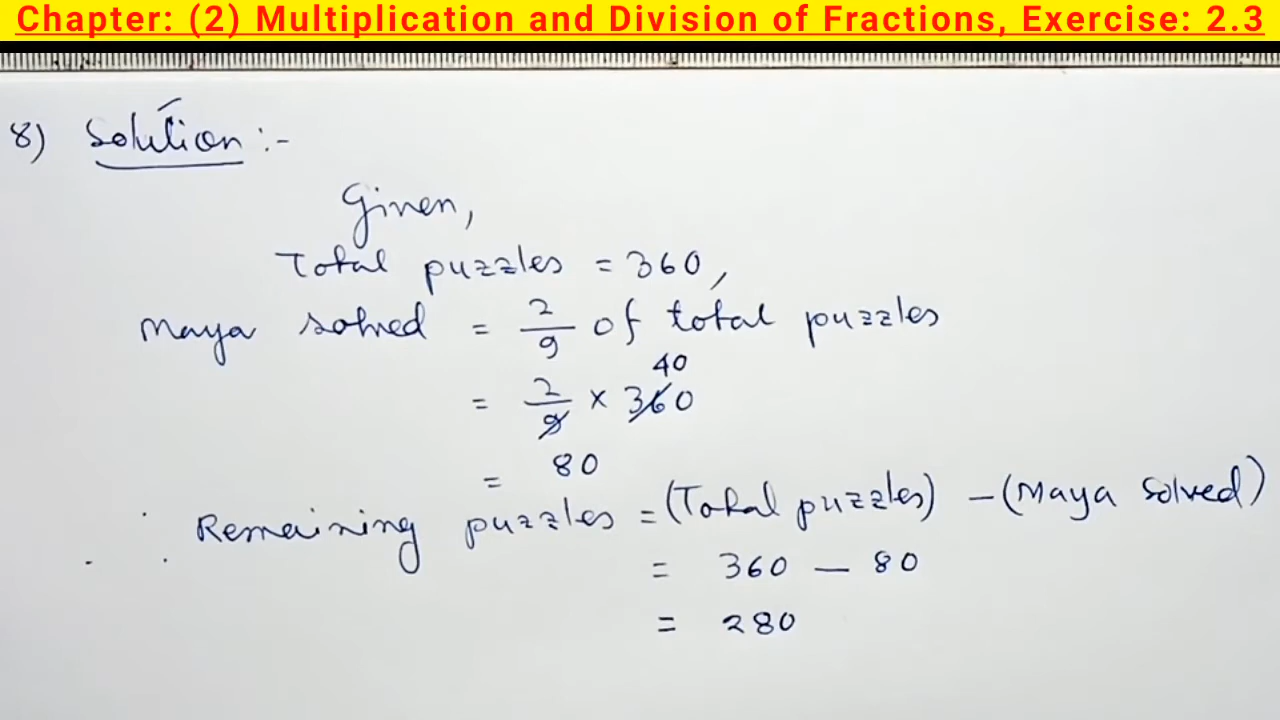 Chapter: (2) Multiplication and Division of Fractions, Exercise: 2.3
8) Solution :-
Given,
Total puzzles = 360,
Maya solved = 2/9 of total puzzles
= 2/9 × 360 40
= 80
∴ Remaining puzzles = (Total puzzles) - (Maya solved)
= 360 - 80
= 280